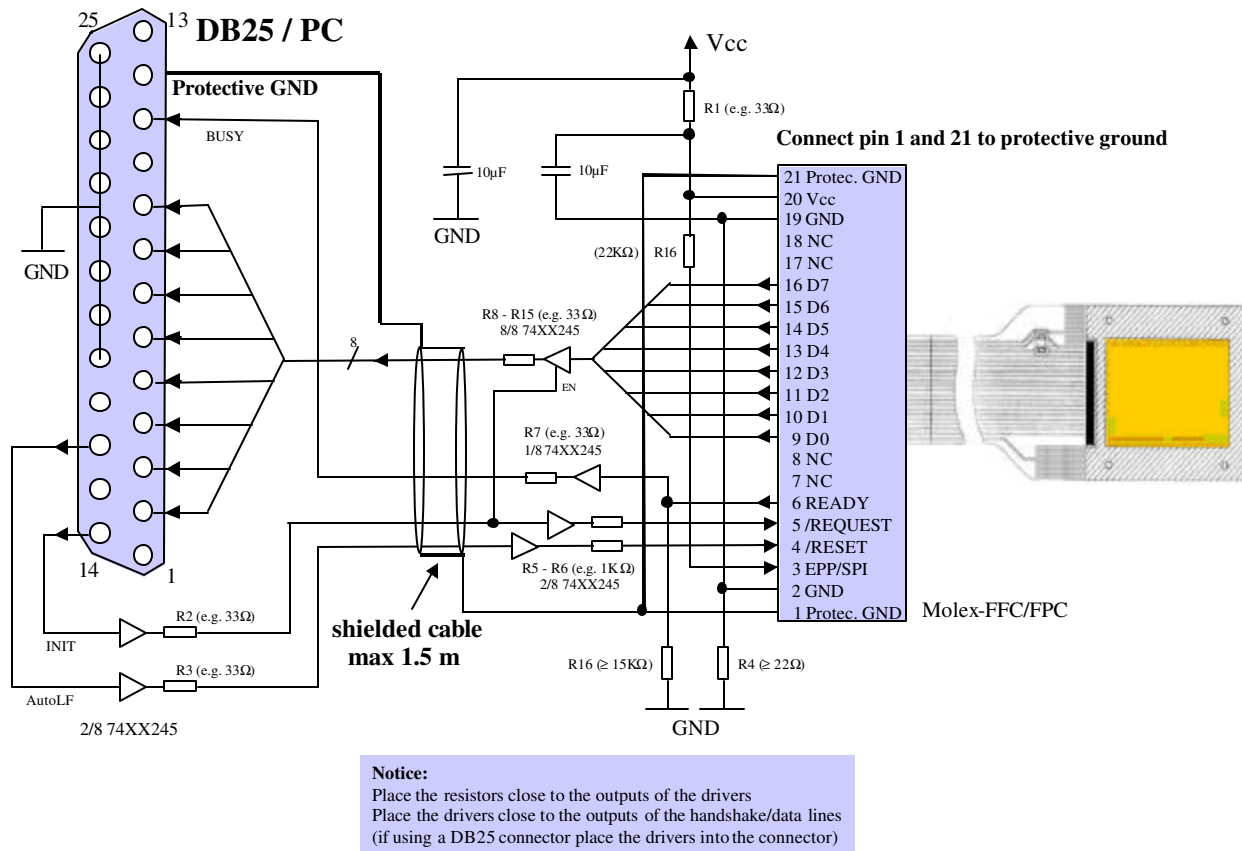 25
13
DB25 / PC
Vcc
Protective GND
R1 (e.g. 33Ω)
BUSY
Connect pin 1 and 21 to protective ground
10µF
10µF
21 Protec. GND
20 Vcc
19 GND
GND
18 NC
(22KΩ)
R16
17 NC
GND
16 D7
15 D6
R8 - R15 (e.g. 33Ω)
14 D5
8/8 74XX245
8
13 D4
12 D3
EN
11 D2
10 D1
R7 (e.g. 33Ω)
9 D0
1/8 74XX245
8 NC
7 NC
6 READY
5 /REQUEST
4 /RESET
14
1
R5 - R6 (e.g. 1KΩ)
3 EPP/SPI
2/8 74XX245
2 GND
R2 (e.g. 33Ω)
1 Protec. GND
Molex-FFC/FPC
shielded cable
max 1.5 m
INIT
R3 (e.g. 33Ω)
R16 (≥ 15KΩ)
R4 (≥ 22Ω)
AutoLF
2/8 74XX245
GND
Notice:
Place the resistors close to the outputs of the drivers
Place the drivers close to the outputs of the handshake/data lines
(if using a DB25 connector place the drivers into the connector)